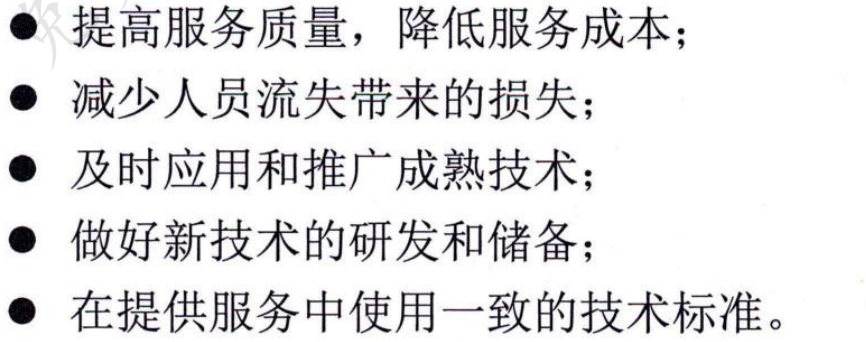 ● 提高服务质量，降低服务成本；
● 减少人员流失带来的损失；
● 及时应用和推广成熟技术；
● 做好新技术的研发和储备；
● 在提供服务中使用一致的技术标准。